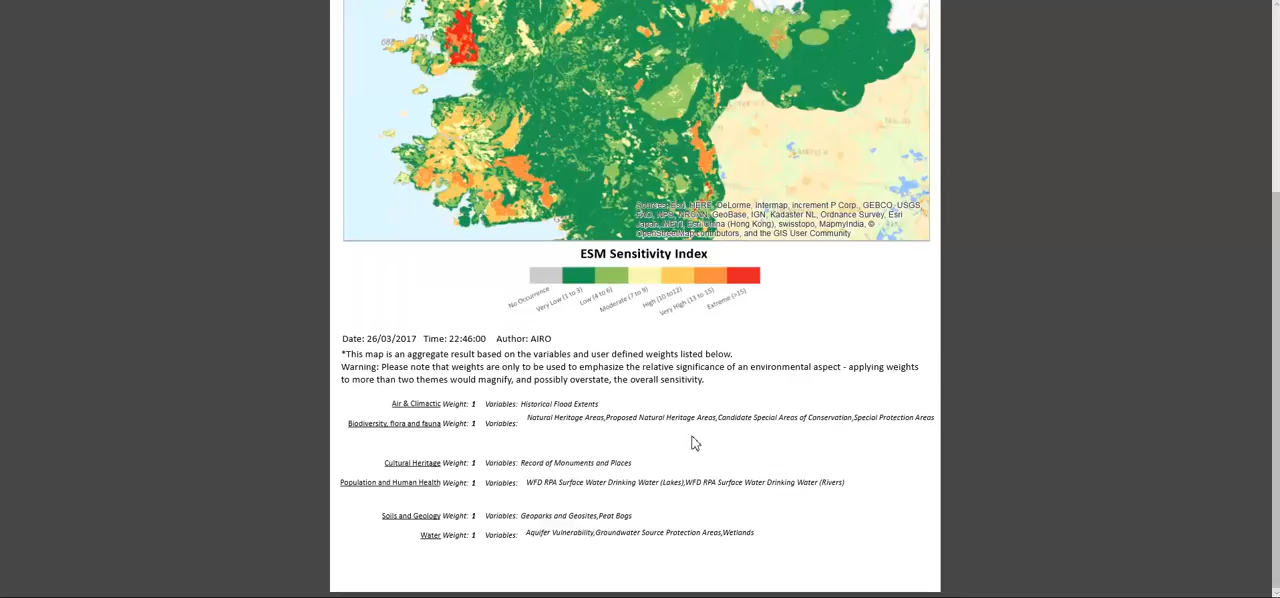 Sources: Esri, HERE, DeLorme, Intermap, increment P Corp., GEBCO, USGS,
FAO, NPS, NRCAN, GeoBase, IGN, Kadaster NL, Ordnance Survey, Esri
Japan, METI, Esri China (Hong Kong), swisstopo, MapmyIndia, ©
OpenStreetMap contributors, and the GIS User Community
ESM Sensitivity Index
No Occurrence
Very Low (1 to 3)
Low (4 to 6)
Moderate (7 to 9)
High (10 to12)
Very High (13 to 15)
Extreme (>15)
Date: 26/03/2017 Time: 22:46:00 Author: AIRO
*This map is an aggregate result based on the variables and user defined weights listed below.
Warning: Please note that weights are only to be used to emphasize the relative significance of an environmental aspect - applying weights
to more than two themes would magnify, and possibly overstate, the overall sensitivity.
Air & Climactic Weight: 1 Variables: Historical Flood Extents
Biodiversity, flora and fauna Weight: 1 Variables: Natural Heritage Areas,Proposed Natural Heritage Areas,Candidate Special Areas of Conservation,Special Protection Areas
Cultural Heritage Weight: 1 Variables: Record of Monuments and Places
Population and Human Health Weight: 1 Variables: WFD RPA Surface Water Drinking Water (Lakes),WFD RPA Surface Water Drinking Water (Rivers)
Soils and Geology Weight: 1 Variables: Geoparks and Geosites,Peat Bogs
Water Weight: 1 Variables: Aquifer Vulnerability,Groundwater Source Protection Areas,Wetlands